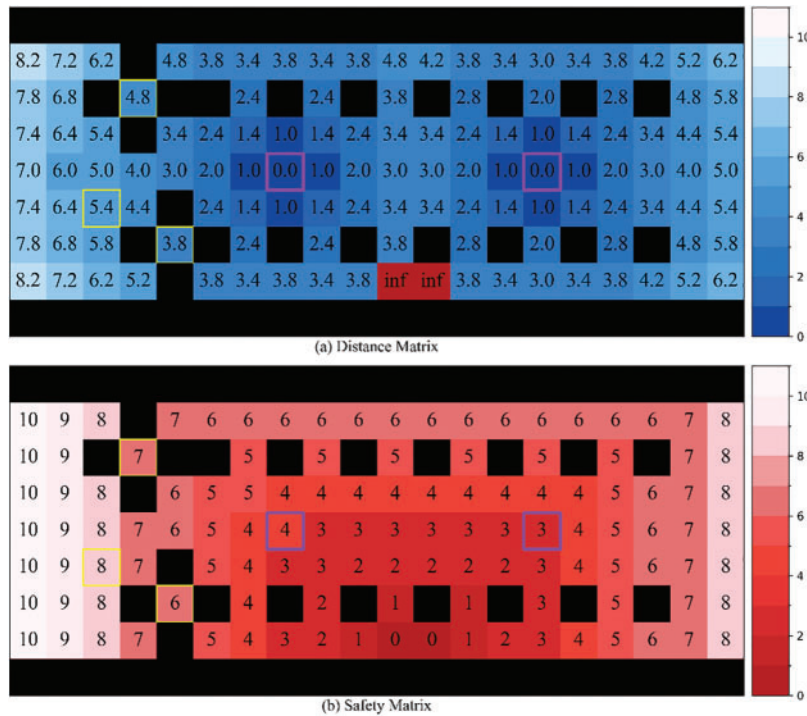 8.2 7.2 6.2 4.8 3.8 3.4 3.8 3.4 3.8 4.8 4.2 3.8 3.4 3.0 3.4 3.8 4.2 5.2 6.2
7.8 6.8 4.8 2.4 2.4 3.8 2.8 2.0 2.8 4.8 5.8
7.4 6.4 5.4 3.4 2.4 1.4 1.0 1.4 2.4 3.4 3.4 2.4 1.4 1.0 1.4 2.4 3.4 4.4 5.4
7.0 6.0 5.0 4.0 3.0 2.0 1.0 0.0 1.0 2.0 3.0 3.0 2.0 1.0 0.0 1.0 2.0 3.0 4.0 5.0
7.4 6.4 5.4 4.4 2.4 1.4 1.0 1.4 2.4 3.4 3.4 2.4 1.4 1.0 1.4 2.4 3.4 4.4 5.4
7.8 6.8 5.8 3.8 2.4 2.4 3.8 2.8 2.0 2.8 4.8 5.8
8.2 7.2 6.2 5.2 3.8 3.4 3.8 3.4 3.8 inf inf 3.8 3.4 3.0 3.4 3.8 4.2 5.2 6.2
10
8
6
4
2
0
(a) Distance Matrix
10 9 8 7 6 6 6 6 6 6 6 6 6 6 6 6 6 7 8
10 9 7 5 5 5 5 5 5 7 8
10 9 8 6 5 5 4 4 4 4 4 4 4 4 4 5 6 7 8
10 9 8 7 6 5 4 4 3 3 3 3 3 3 3 4 5 6 7 8
10 9 8 7 5 4 3 3 2 2 2 2 2 3 4 5 6 7 8
10 9 8 6 4 2 1 1 3 5 7 8
10 9 8 7 5 4 3 2 1 0 0 1 2 3 4 5 6 7 8
10
8
6
4
2
0
(b) Safety Matrix